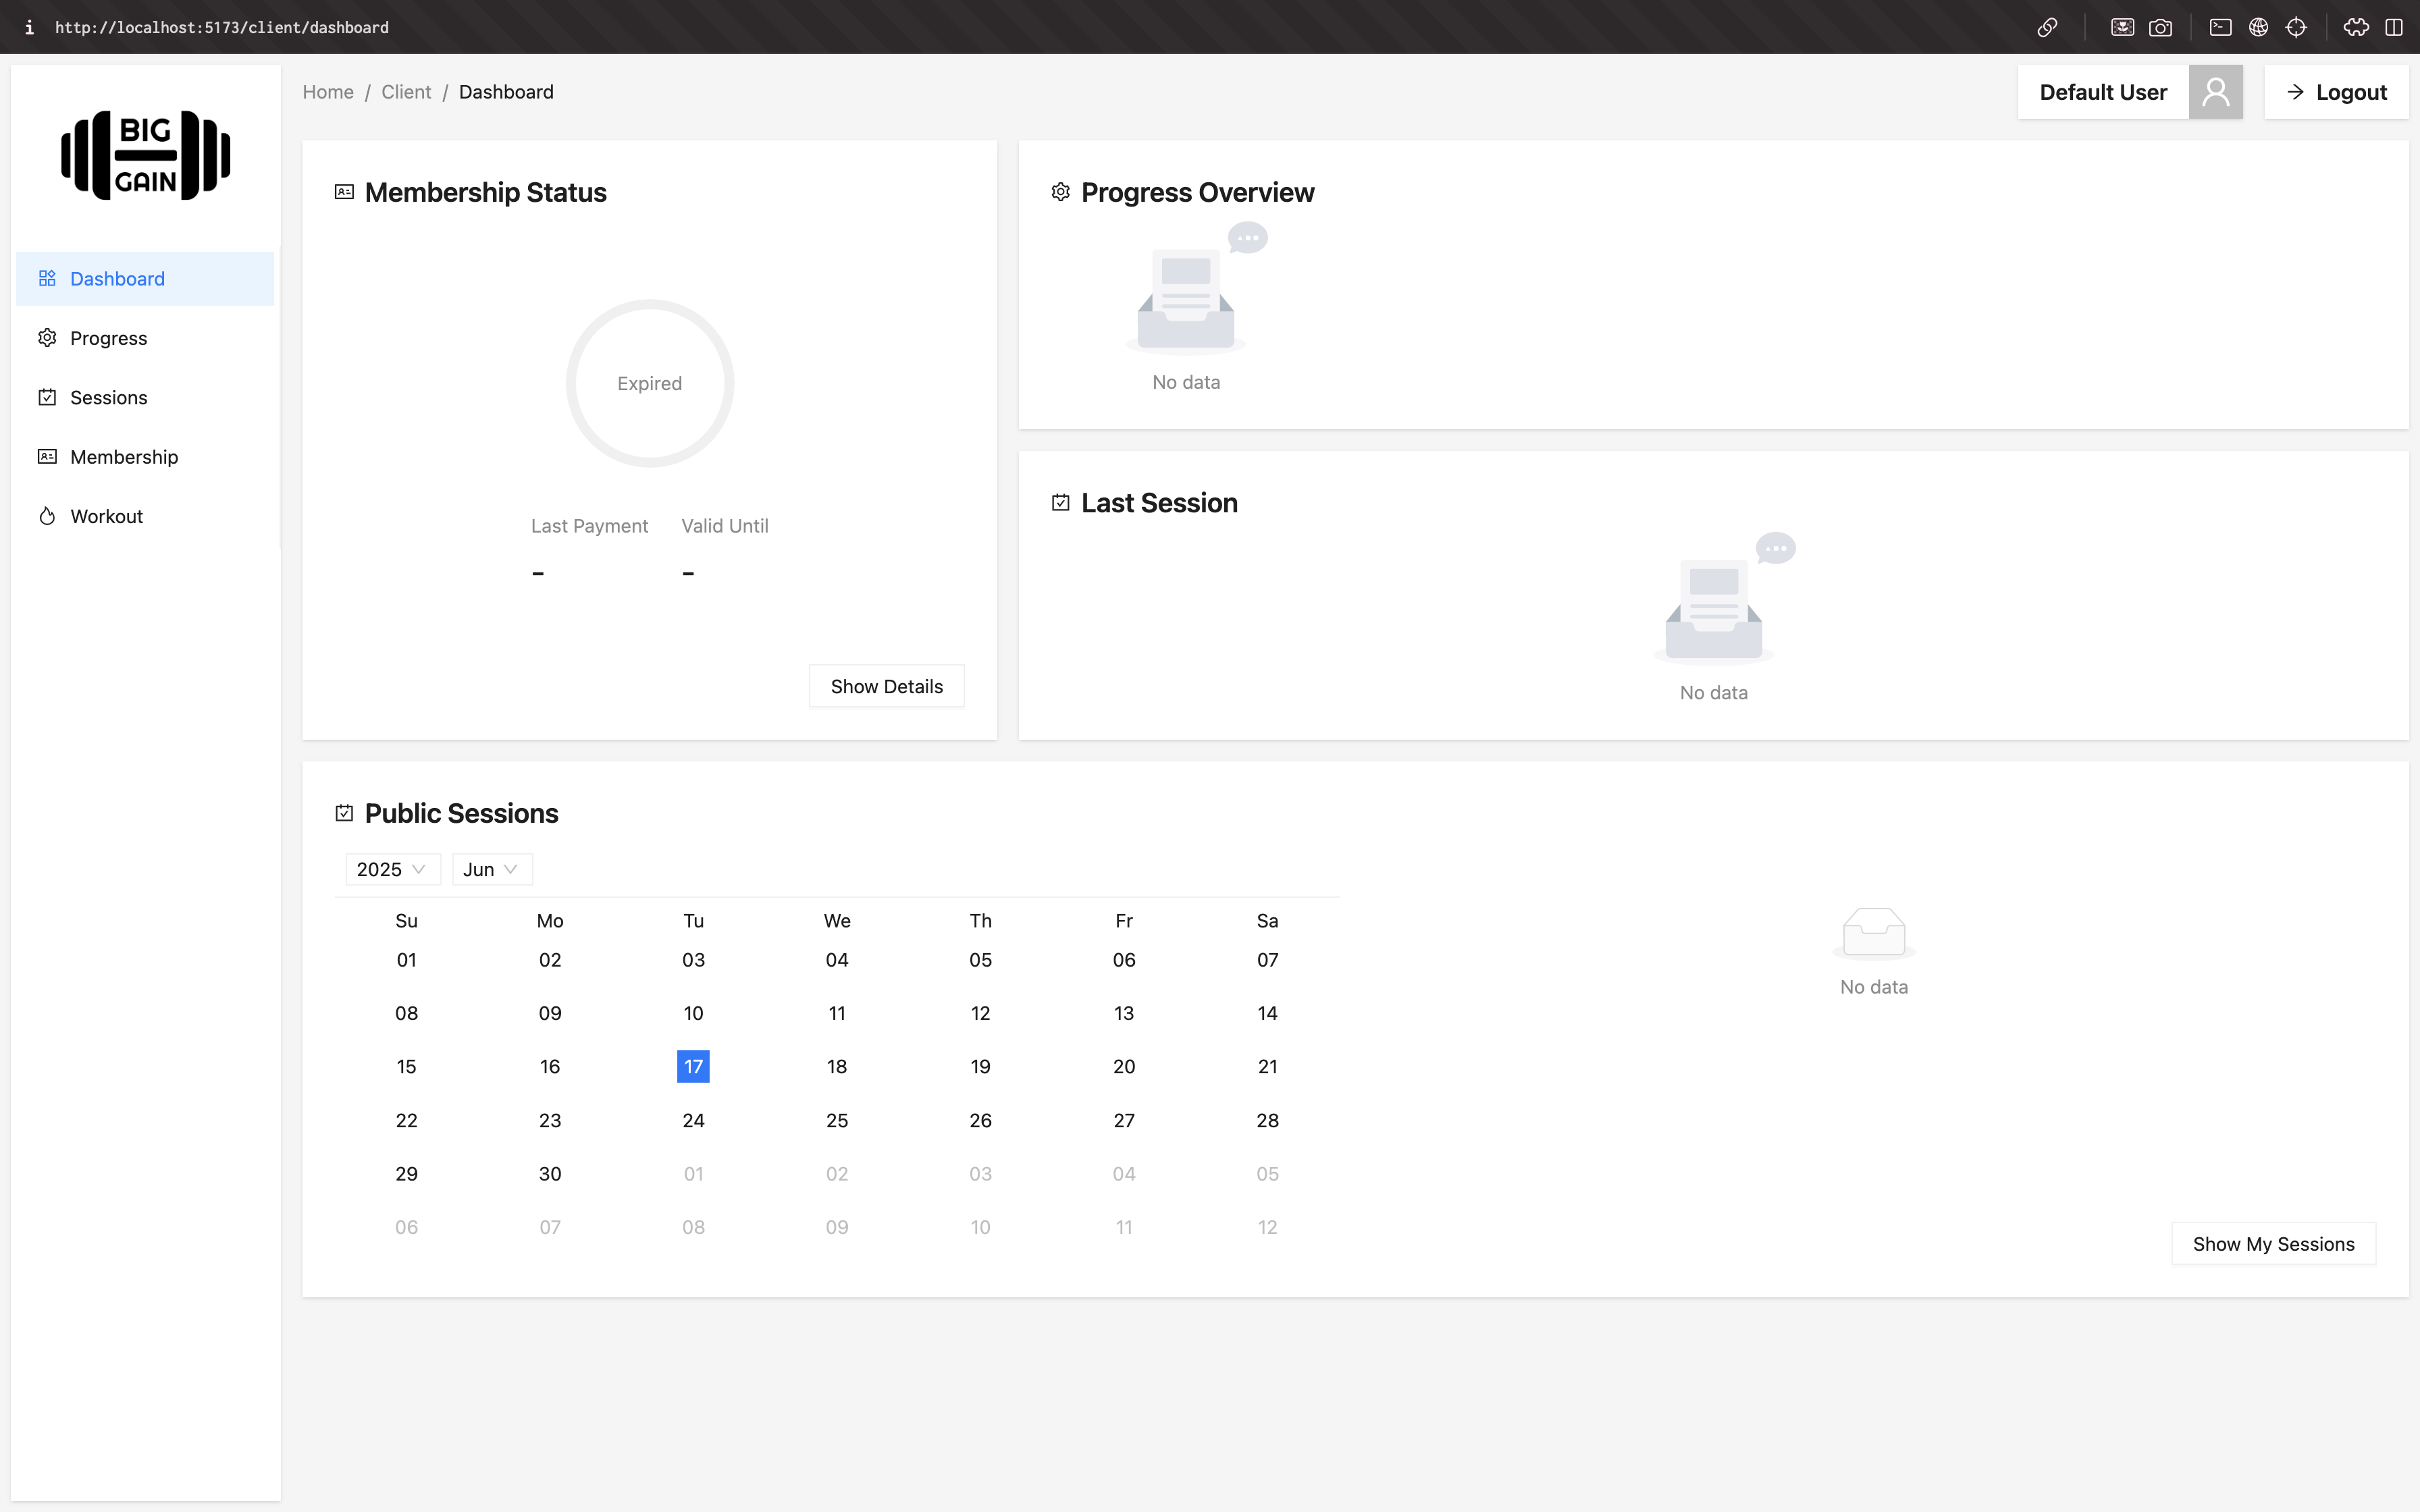 http://localhost:5173/client/dashboard
BIG
GAIN
Dashboard
Progress
Sessions
Membership
Workout
Home / Client / Dashboard
Default User
Logout
Membership Status
Expired
Last Payment Valid Until
- -
Show Details
Progress Overview
No data
Last Session
No data
Public Sessions
2025 Jun
Su Mo Tu We Th Fr Sa
01 02 03 04 05 06 07
08 09 10 11 12 13 14
15 16 17 18 19 20 21
22 23 24 25 26 27 28
29 30 01 02 03 04 05
06 07 08 09 10 11 12
No data
Show My Sessions